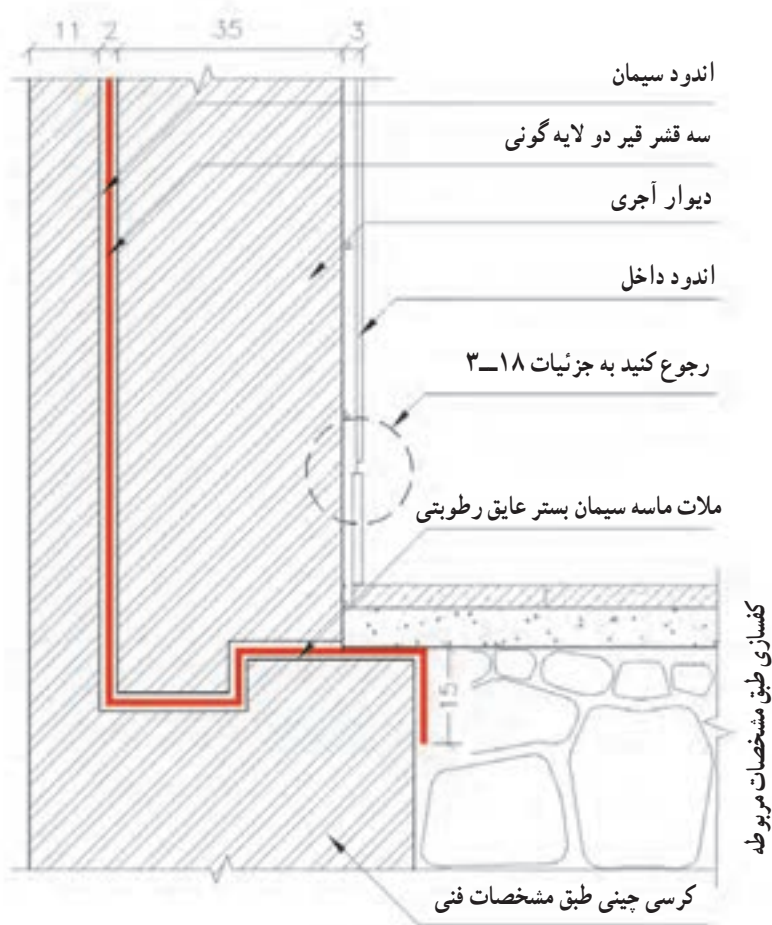 11 2 35 3
اندود سیمان
سه قشر قیر دو لایه گونی
دیوار آجری
اندود داخل
رجوع کنید به جزئیات ۱۸ــ۳
ملات ماسه سیمان بستر عایق رطوبتی
15
کفسازی طبق مشخصات مربوطه
کرسی چینی طبق مشخصات فنی